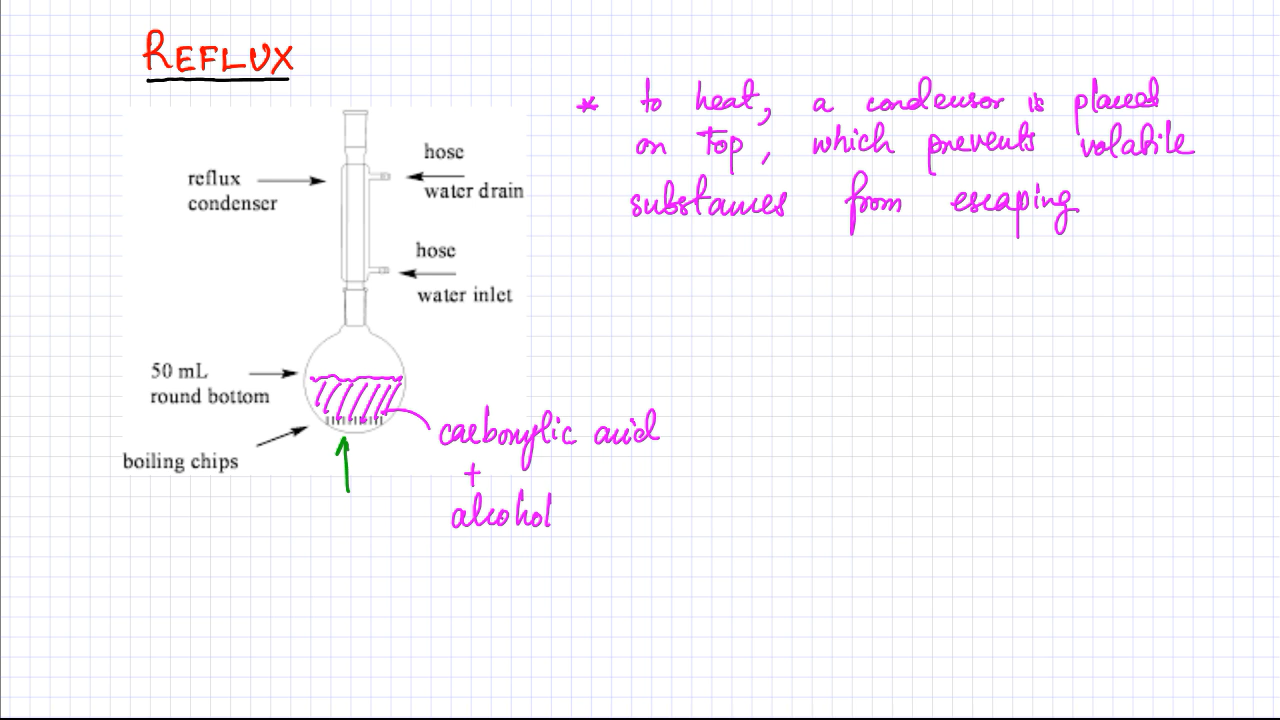 REFLUX
* to heat, a condensor is placed
on top, which prevents volatile
substances from escaping
hose
water drain
reflux
condenser
hose
water inlet
50 mL
round bottom
boiling chips
carboxylic acid
+
alcohol